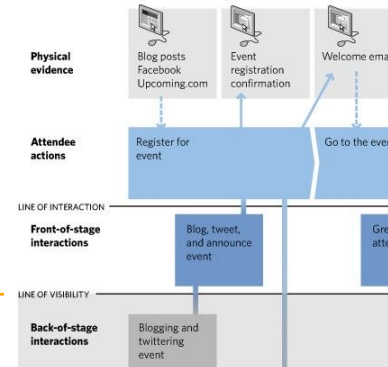 Physical
evidence
Blog posts
Facebook
Upcoming.com
Event
registration
confirmation
Welcome ema
Attendee
actions
Register for
event
Go to the eve
LINE OF INTERACTION
Front-of-stage
interactions
Blog, tweet,
and announce
event
Gre
atte
LINE OF VISIBILITY
Back-of-stage
interactions
Blogging and
twittering
event